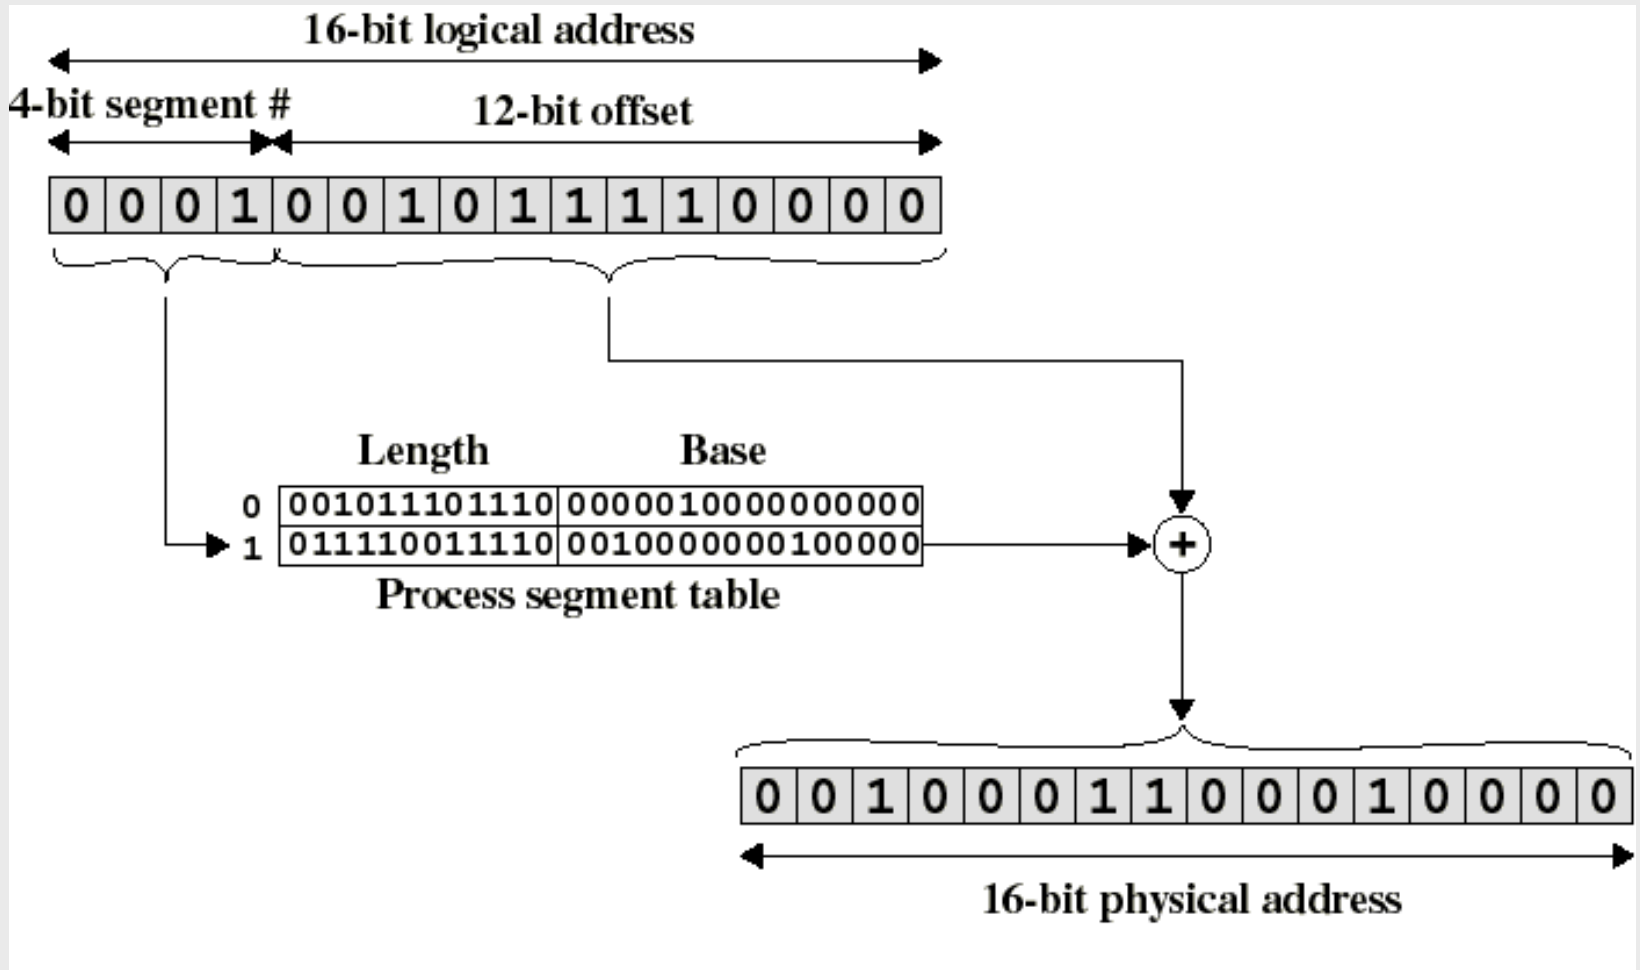 16-bit logical address
4-bit segment # 12-bit offset
0 0 0 1 0 0 1 0 1 1 1 1 0 0 0 0
Length Base
0 001011101110 0000010000000000
1 011110011110 0010000000100000
+
Process segment table
0 0 1 0 0 0 1 1 0 0 0 1 0 0 0 0
16-bit physical address